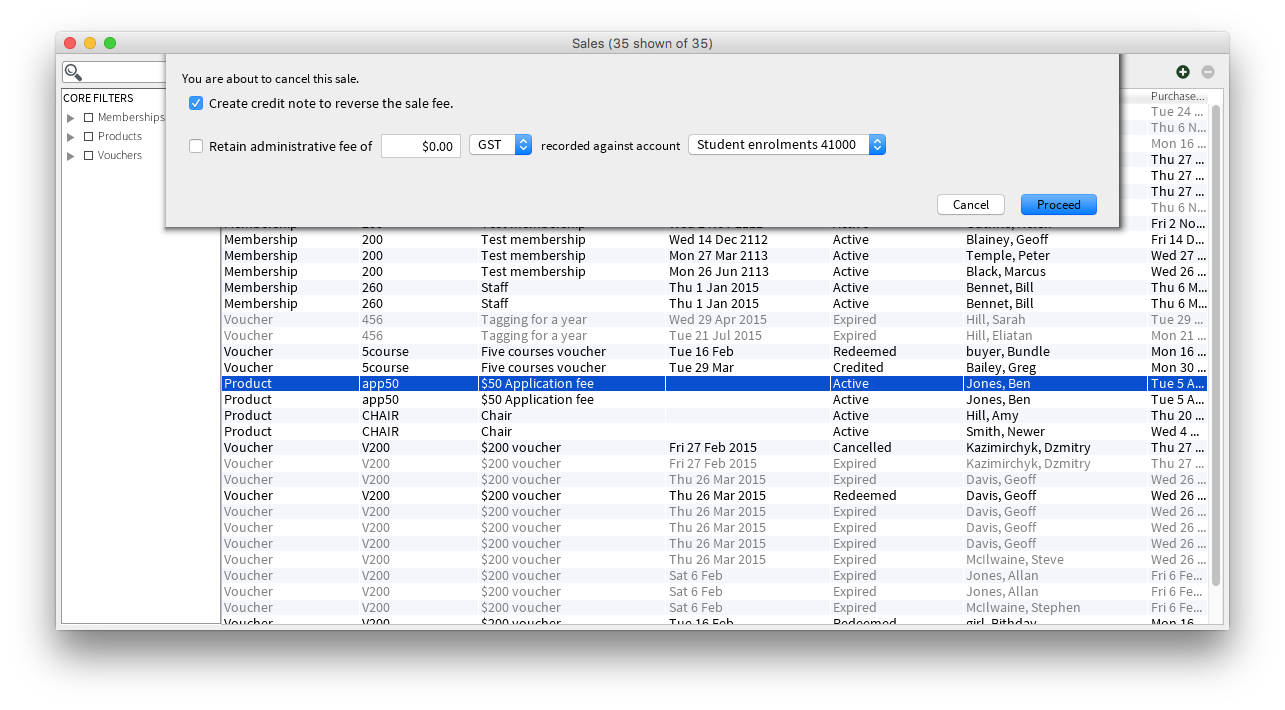 Sales (35 shown of 35)
You are about to cancel this sale.
Create credit note to reverse the sale fee.
Retain administrative fee of $0.00 GST recorded against account Student enrolments 41000
Cancel Proceed
CORE FILTERS
Memberships
Products
Vouchers
Purchase...
Tue 24 ...
Thu 6 N...
Mon 16 ...
Thu 27 ...
Thu 27 ...
Thu 27 ...
Thu 6 N...
Fri 2 No...
Membership 200 Test membership Wed 14 Dec 2112 Active Blainey, Geoff Fri 14 D...
Membership 200 Test membership Mon 27 Mar 2113 Active Temple, Peter Wed 27 ...
Membership 200 Test membership Mon 26 Jun 2113 Active Black, Marcus Wed 26 ...
Membership 260 Staff Thu 1 Jan 2015 Active Bennet, Bill Thu 6 M...
Membership 260 Staff Thu 1 Jan 2015 Active Bennet, Bill Thu 6 M...
Voucher 456 Tagging for a year Wed 29 Apr 2015 Expired Hill, Sarah Tue 29 ...
Voucher 456 Tagging for a year Tue 21 Jul 2015 Expired Hill, Eliatan Mon 21 ...
Voucher 5course Five courses voucher Tue 16 Feb Redeemed buyer, Bundle Mon 16 ...
Voucher 5course Five courses voucher Tue 29 Mar Credited Bailey, Greg Mon 30 ...
Product app50 $50 Application fee Active Jones, Ben Tue 5 A...
Product app50 $50 Application fee Active Jones, Ben Tue 5 A...
Product CHAIR Chair Active Hill, Amy Thu 20 ...
Product CHAIR Chair Active Smith, Newer Wed 4 ...
Voucher V200 $200 voucher Fri 27 Feb 2015 Cancelled Kazimirchyk, Dzmitry Thu 27 ...
Voucher V200 $200 voucher Fri 27 Feb 2015 Expired Kazimirchyk, Dzmitry Thu 27 ...
Voucher V200 $200 voucher Thu 26 Mar 2015 Expired Davis, Geoff Wed 26 ...
Voucher V200 $200 voucher Thu 26 Mar 2015 Redeemed Davis, Geoff Wed 26 ...
Voucher V200 $200 voucher Thu 26 Mar 2015 Expired Davis, Geoff Wed 26 ...
Voucher V200 $200 voucher Thu 26 Mar 2015 Expired Davis, Geoff Wed 26 ...
Voucher V200 $200 voucher Thu 26 Mar 2015 Expired Davis, Geoff Wed 26 ...
Voucher V200 $200 voucher Thu 26 Mar 2015 Expired McIlwaine, Steve Wed 26 ...
Voucher V200 $200 voucher Sat 6 Feb Expired Jones, Allan Fri 6 Fe...
Voucher V200 $200 voucher Sat 6 Feb Expired Jones, Allan Fri 6 Fe...
Voucher V200 $200 voucher Sat 6 Feb Expired McIlwaine, Stephen Fri 6 Fe...
Voucher V200 $200 voucher Tue 16 Feb Redeemed girl, Bithday Mon 16